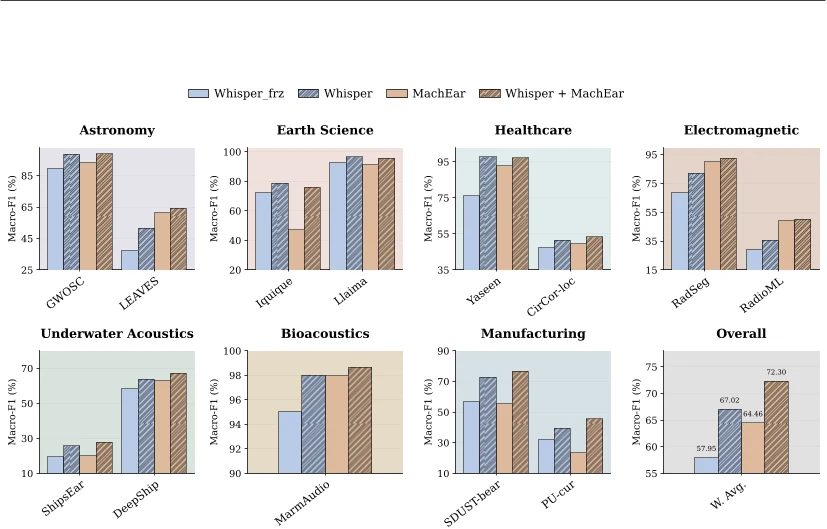 Whisper_frz Whisper MachEar Whisper + MachEar
Astronomy
Macro-F1 (%)
85
65
45
25
GWOSC LEAVES
Earth Science
Macro-F1 (%)
100
80
60
40
20
Iquique Llaima
Healthcare
Macro-F1 (%)
95
75
55
35
Yaseen CirCor-loc
Electromagnetic
Macro-F1 (%)
95
75
55
35
15
RadSeg RadioML
Underwater Acoustics
Macro-F1 (%)
70
50
30
10
ShipsEar DeepShip
Bioacoustics
Macro-F1 (%)
100
98
96
94
92
90
MarmAudio
Manufacturing
Macro-F1 (%)
90
70
50
30
10
SDUST-bear PU-cur
Overall
Macro-F1 (%)
75
70
65
60
55
57.95 67.02 64.46 72.30
W. Avg.